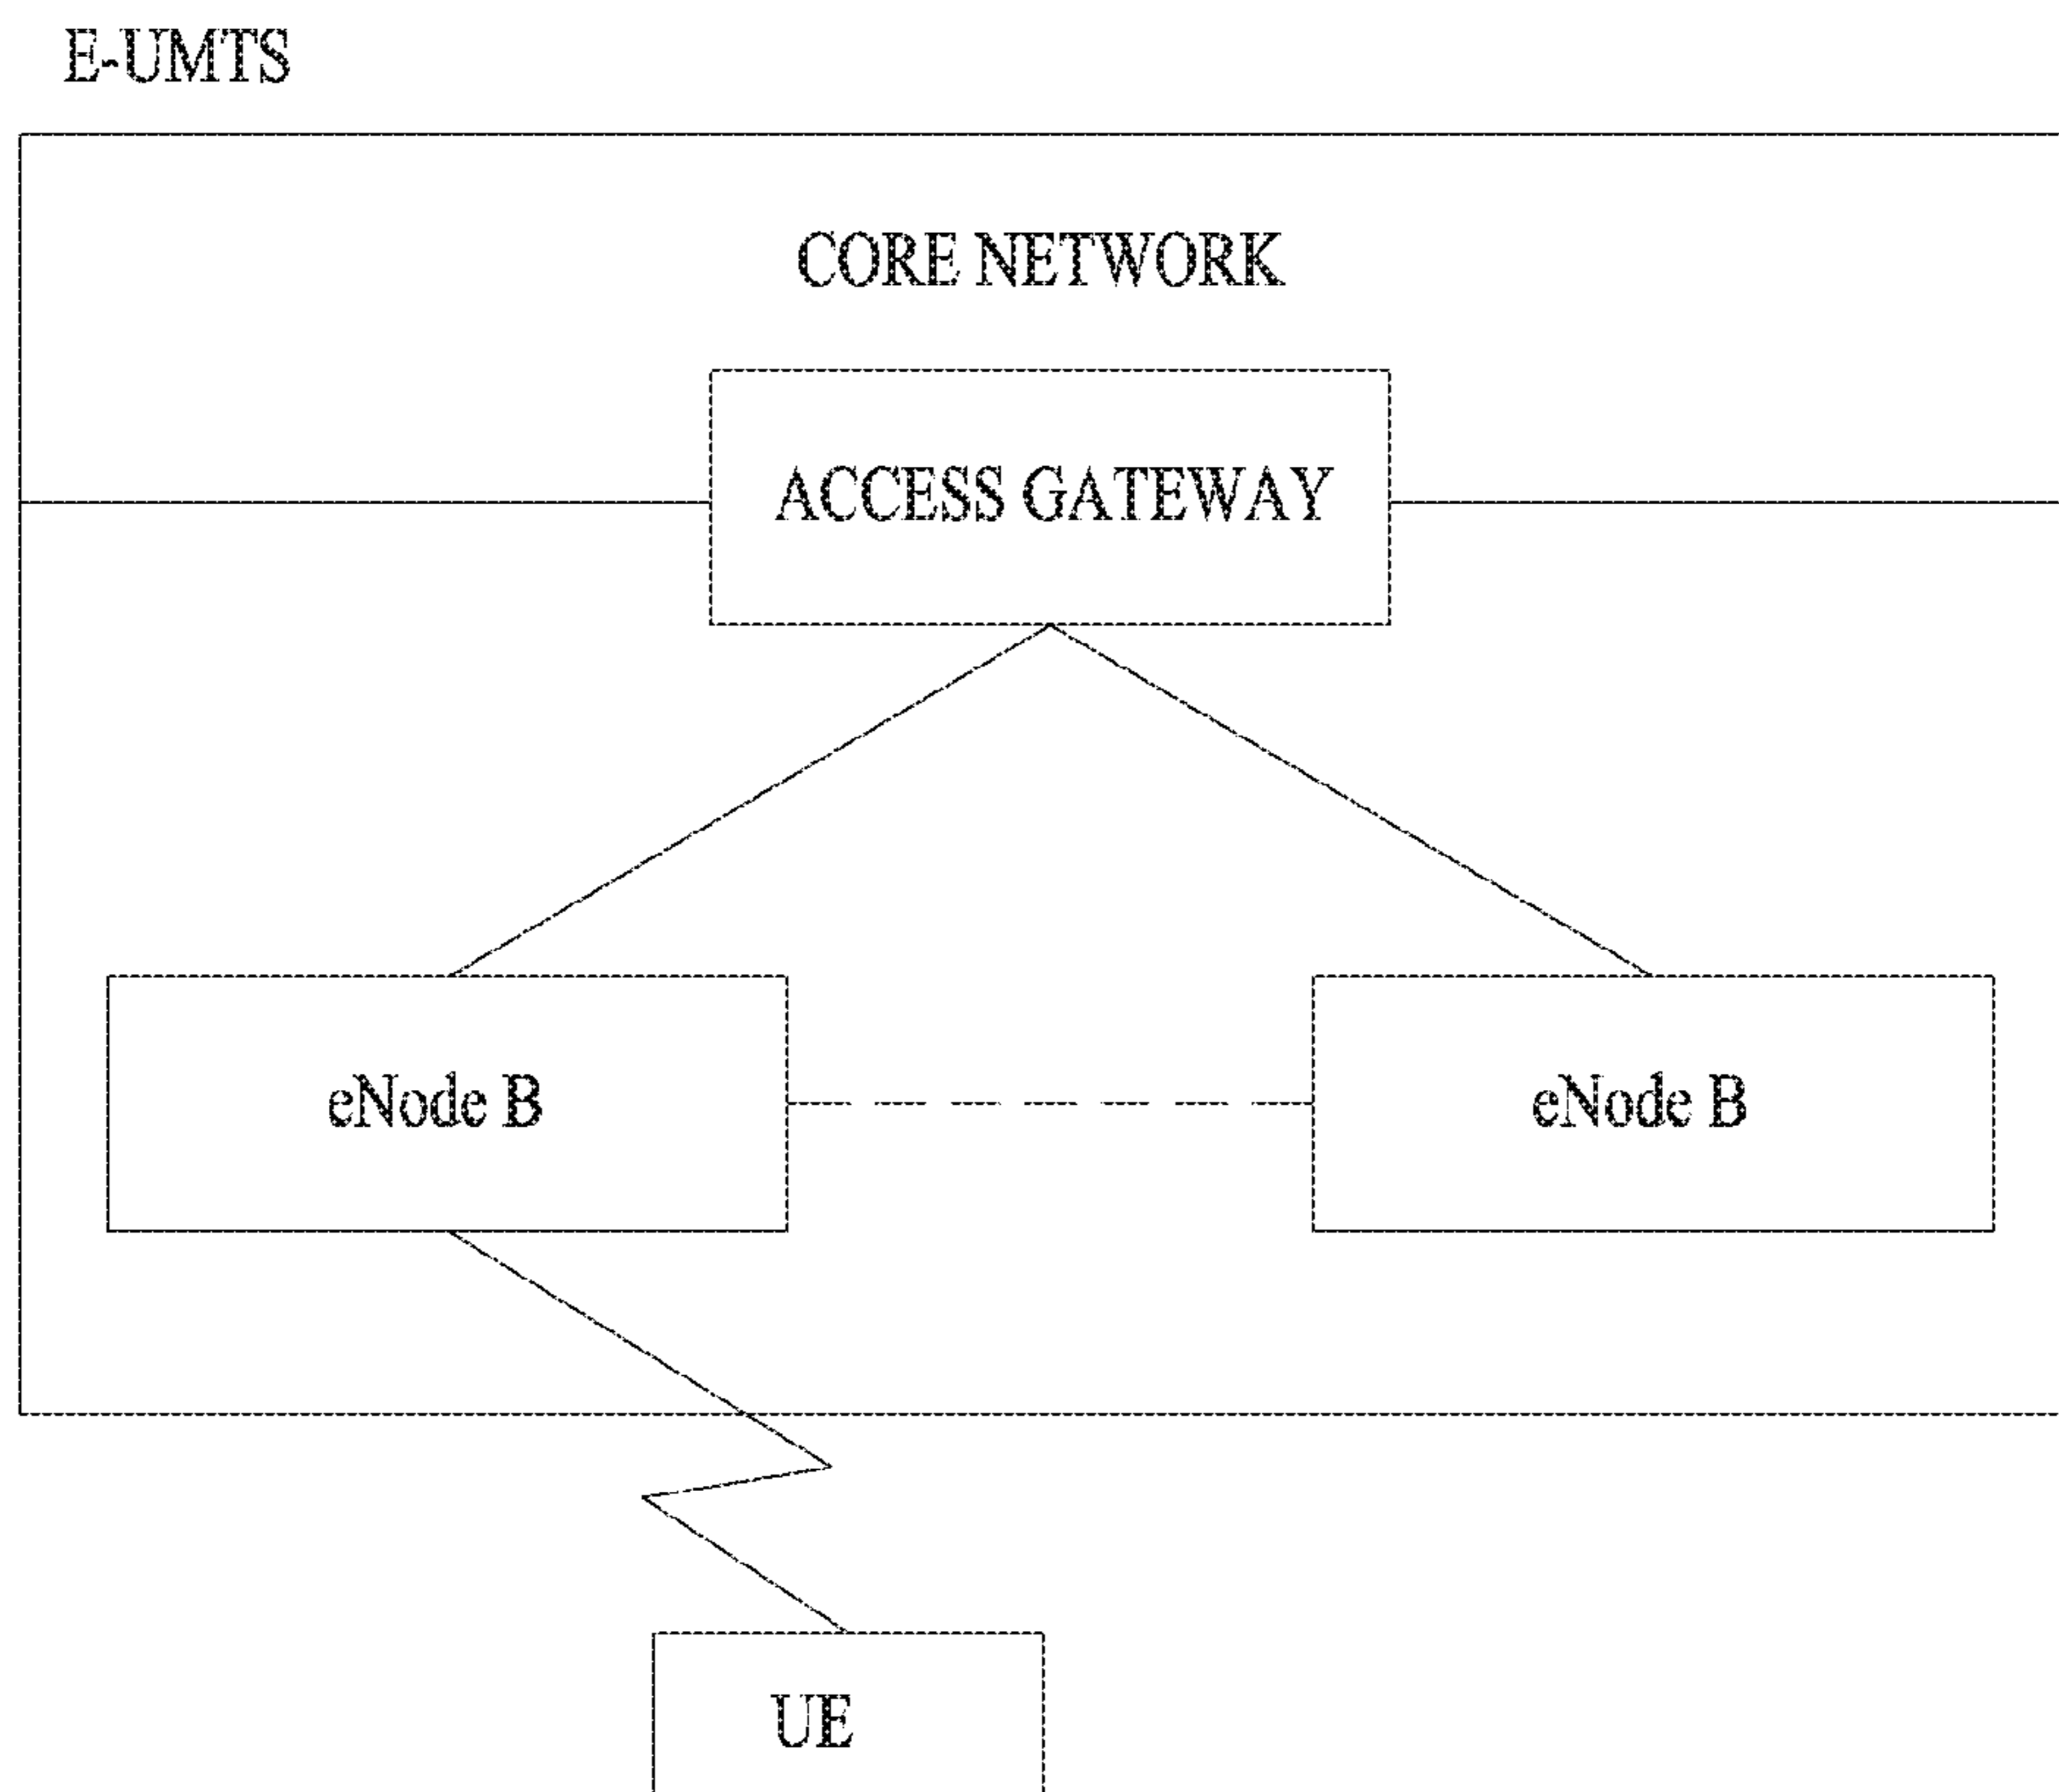 E-UMTS
CORE NETWORK
ACCESS GATEWAY
eNode B
eNode B
UE